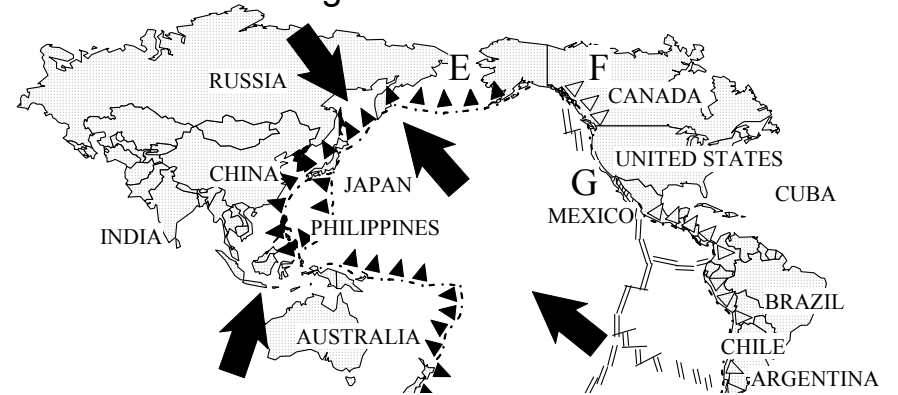 E
F
RUSSIA
CANADA
CHINA
JAPAN
UNITED STATES
G
CUBA
MEXICO
INDIA
PHILIPPINES
BRAZIL
AUSTRALIA
CHILE
ARGENTINA